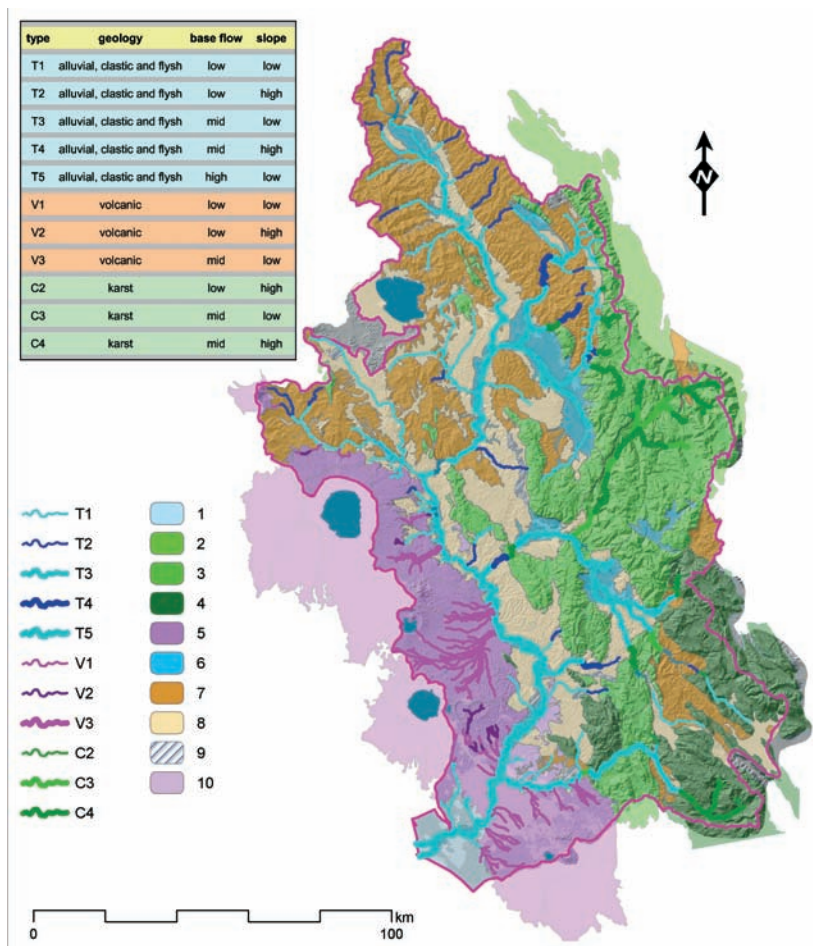 type geology base flow slope
T1 alluvial, clastic and flysh low low
T2 alluvial, clastic and flysh low high
T3 alluvial, clastic and flysh mid low
T4 alluvial, clastic and flysh mid high
T5 alluvial, clastic and flysh high low
V1 volcanic low low
V2 volcanic low high
V3 volcanic mid low
C2 karst low high
C3 karst mid low
C4 karst mid high
N
T1 1
T2 2
T3 3
T4 4
T5 5
V1 6
V2 7
V3 8
C2 9
C3 10
C4
km
0 100